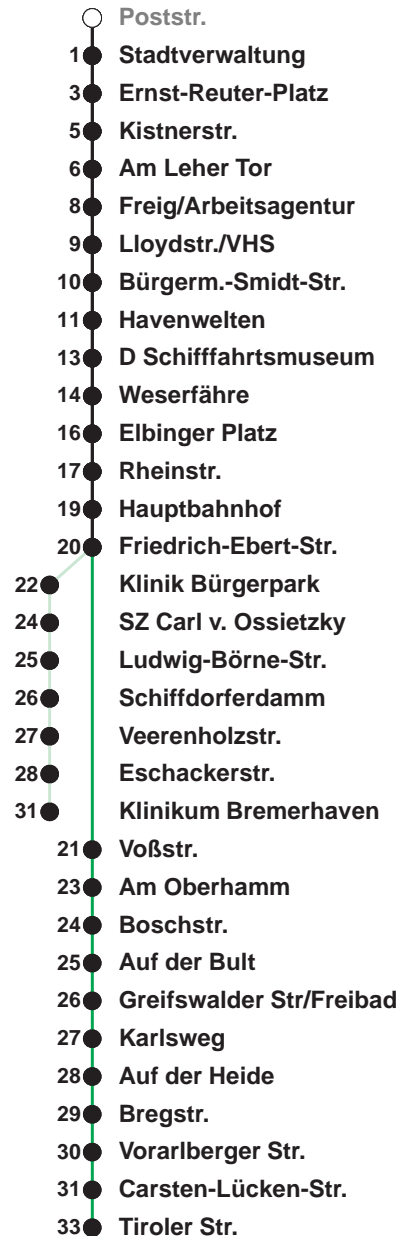 Poststr.
1 Stadtverwaltung
3 Ernst-Reuter-Platz
5 Kistnerstr.
6 Am Leher Tor
8 Freig/Arbeitsagentur
9 Lloydstr./VHS
10 Bürgerm.-Smidt-Str.
11 Havenwelten
13 D Schifffahrtsmuseum
14 Weserfähre
16 Elbinger Platz
17 Rheinstr.
19 Hauptbahnhof
20 Friedrich-Ebert-Str.
22 Klinik Bürgerpark
24 SZ Carl v. Ossietzky
25 Ludwig-Börne-Str.
26 Schiffdorferdamm
27 Veerenholzstr.
28 Eschackerstr.
31 Klinikum Bremerhaven
21 Voßstr.
23 Am Oberhamm
24 Boschstr.
25 Auf der Bult
26 Greifswalder Str/Freibad
27 Karlsweg
28 Auf der Heide
29 Bregstr.
30 Vorarlberger Str.
31 Carsten-Lücken-Str.
33 Tiroler Str.